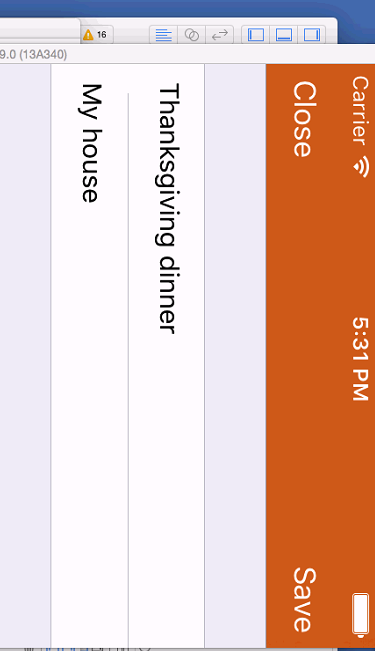 16
9.0 (13A340)
Carrier
5:31 PM
Close
Save
Thanksgiving dinner
My house